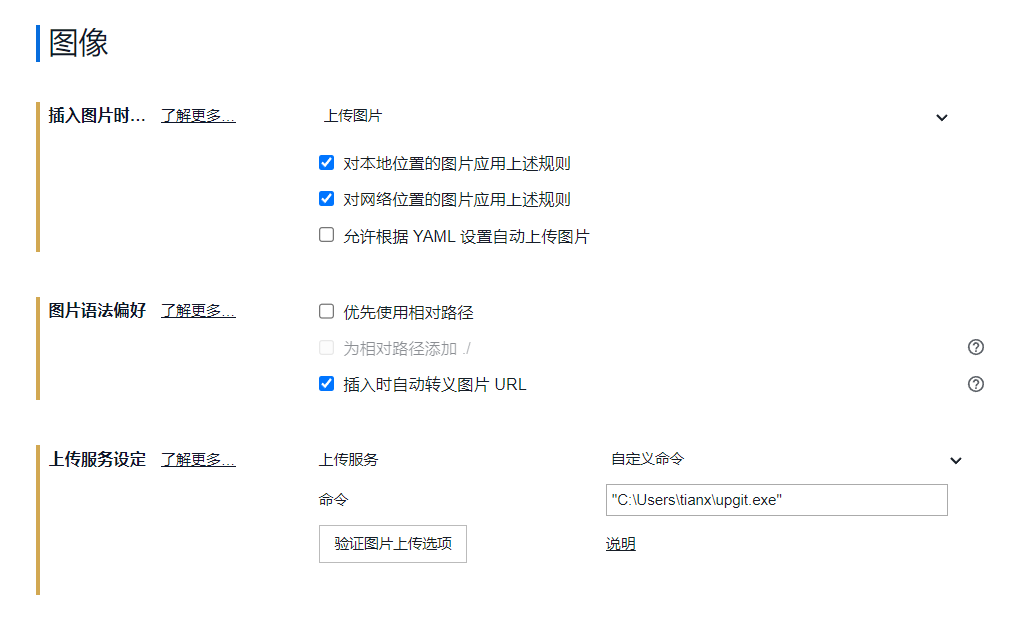 图像
插入图片时... 了解更多... 上传图片
对本地位置的图片应用上述规则
对网络位置的图片应用上述规则
允许根据 YAML 设置自动上传图片
图片语法偏好 了解更多... 优先使用相对路径
为相对路径添加 ./
插入时自动转义图片 URL
上传服务设定 了解更多... 上传服务 自定义命令
命令 "C:\Users\tianx\upgit.exe"
验证图片上传选项 说明